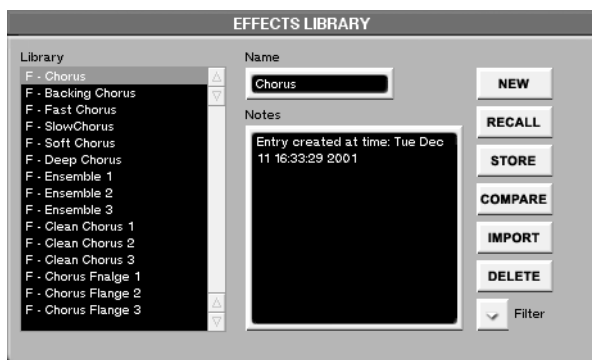 EFFECTS LIBRARY
Library
F - Chorus
F - Backing Chorus
F - Fast Chorus
F - SlowChorus
F - Soft Chorus
F - Deep Chorus
F - Ensemble 1
F - Ensemble 2
F - Ensemble 3
F - Clean Chorus 1
F - Clean Chorus 2
F - Clean Chorus 3
F - Chorus Fnalge 1
F - Chorus Flange 2
F - Chorus Flange 3
Name
Chorus
Notes
Entry created at time: Tue Dec
11 16:33:29 2001
NEW
RECALL
STORE
COMPARE
IMPORT
DELETE
Filter